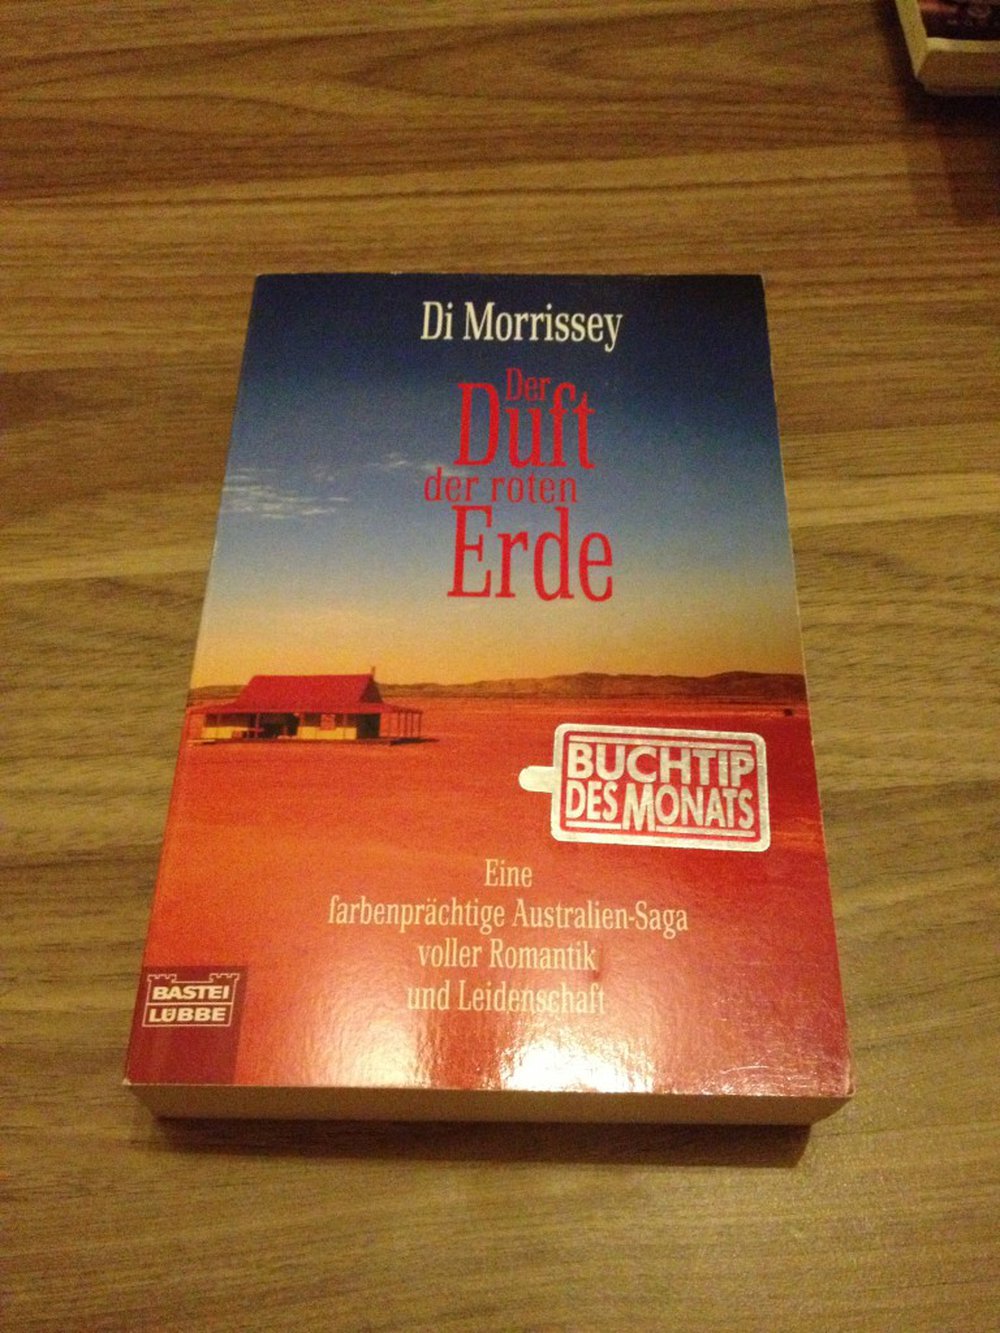 Di Morrissey
Der
Duft
der roten
Erde
BUCHTIP
DES MONATS
Eine
farbenprächtige Australien-Saga
voller Romantik
und Leidenschaft
BASTEI
LÜBBE